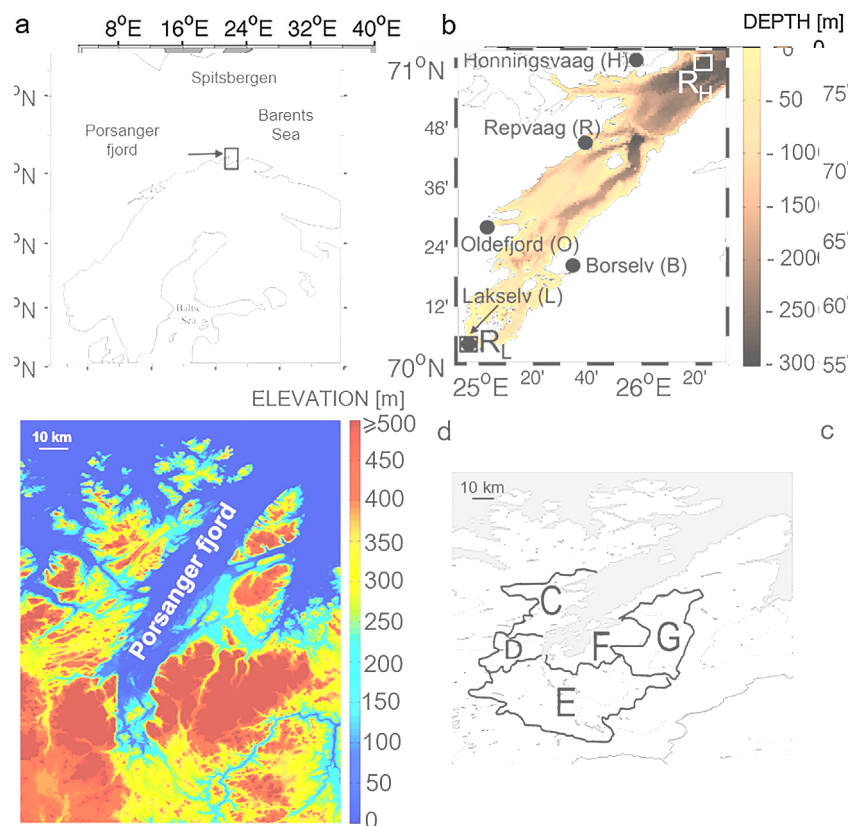 a
8°E 16°E 24°E 32°E 40°E
Spitsbergen
Barents
Sea
Porsanger
fjord
Baltic
Sea
°N
°N
°N
°N
°N
b
DEPTH [m]
71°N
48'
36'
24'
12'
70°N
Honningsvaag (H)
R_H
Repvaag (R)
Oldefjord (O)
Borselv (B)
Lakselv (L)
R_L
25°E 20' 40' 26°E 20'
0
- 50
- 100
- 150
- 200
- 250
- 300
0
75°
70°
65°
60°
55°
ELEVATION [m]
10 km
Porsanger fjord
≥500
450
400
350
300
250
200
150
100
50
0
d
c
10 km
C
D
F
G
E